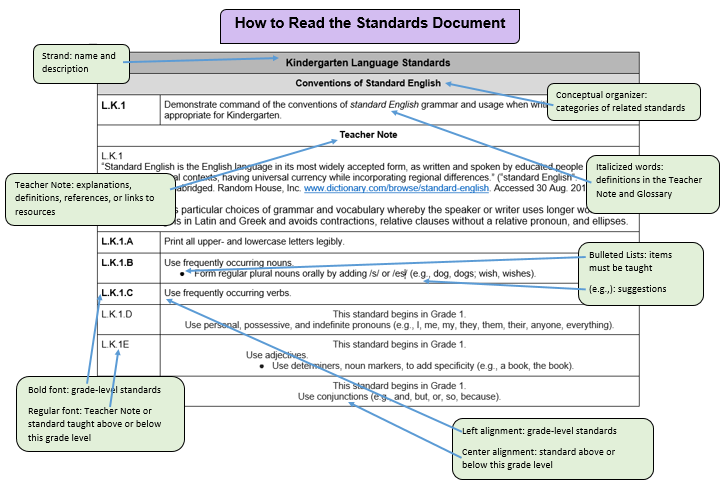 How to Read the Standards Document
Strand: name and
description
Kindergarten Language Standards
Conventions of Standard English
Conceptual organizer:
categories of related standards
L.K.1
Demonstrate command of the conventions of standard English grammar and usage when
appropriate for Kindergarten.
Teacher Note
L.K.1
"Standard English is the English language in its most widely accepted form, as written and spoken by educated people
al contexts, having universal currency while incorporating regional differences." ("standard English".
abridged. Random House, Inc. www.dictionary.com/browse/standard-english. Accessed 30 Aug. 201
Italicized words:
definitions in the Teacher
Note and Glossary
Teacher Note: explanations,
definitions, references, or links to
resources
s particular choices of grammar and vocabulary whereby the speaker or writer uses longer
s in Latin and Greek and avoids contractions, relative clauses without a relative pronoun, and ellipses.
L.K.1.A
Print all upper- and lowercase letters legibly.
L.K.1.B
Use frequently occurring nouns.
● Form regular plural nouns orally by adding /s/ or /es/ (e.g., dog, dogs; wish, wishes).
Bulleted Lists: items
must be taught
(e.g.,): suggestions
L.K.1.C
Use frequently occurring verbs.
L.K.1.D
This standard begins in Grade 1.
Use personal, possessive, and indefinite pronouns (e.g., I, me, my, they, them, their, anyone, everything).
L.K.1E
This standard begins in Grade 1.
Use adjectives.
● Use determiners, noun markers, to add specificity (e.g., a book, the book).
This standard begins in Grade 1.
Use conjunctions (e.g., and, but, or, so, because).
Bold font: grade-level standards
Regular font: Teacher Note or
standard taught above or below
this grade level
Left alignment: grade-level standards
Center alignment: standard above or
below this grade level